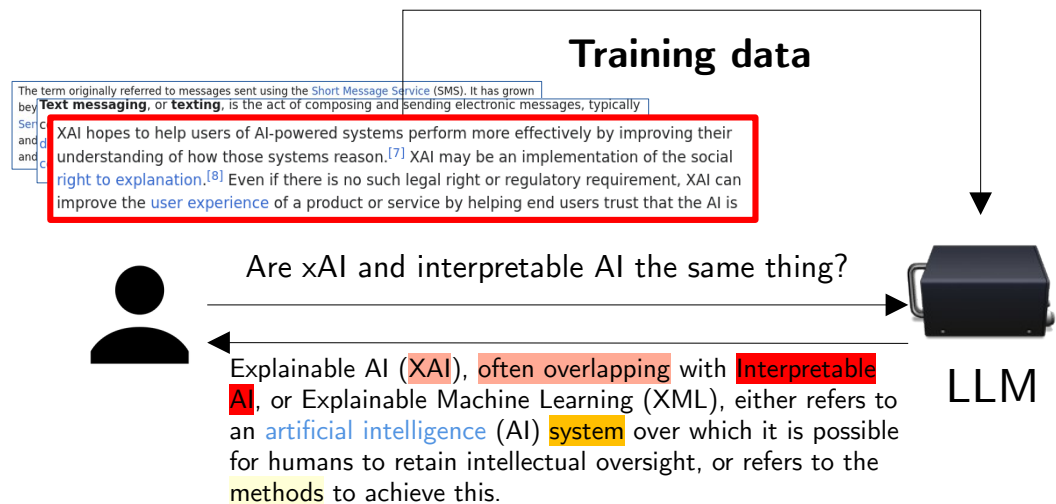 Training data
The term originally referred to messages sent using the Short Message Service (SMS). It has grown
bey
Text messaging, or texting, is the act of composing and sending electronic messages, typically
Ser
and
and
XAI hopes to help users of AI-powered systems perform more effectively by improving their
understanding of how those systems reason.[7] XAI may be an implementation of the social
right to explanation.[8] Even if there is no such legal right or regulatory requirement, XAI can
improve the user experience of a product or service by helping end users trust that the AI is
Are xAI and interpretable AI the same thing?
Explainable AI (XAI), often overlapping with Interpretable
AI, or Explainable Machine Learning (XML), either refers to
an artificial intelligence (AI) system over which it is possible
for humans to retain intellectual oversight, or refers to the
methods to achieve this.
LLM